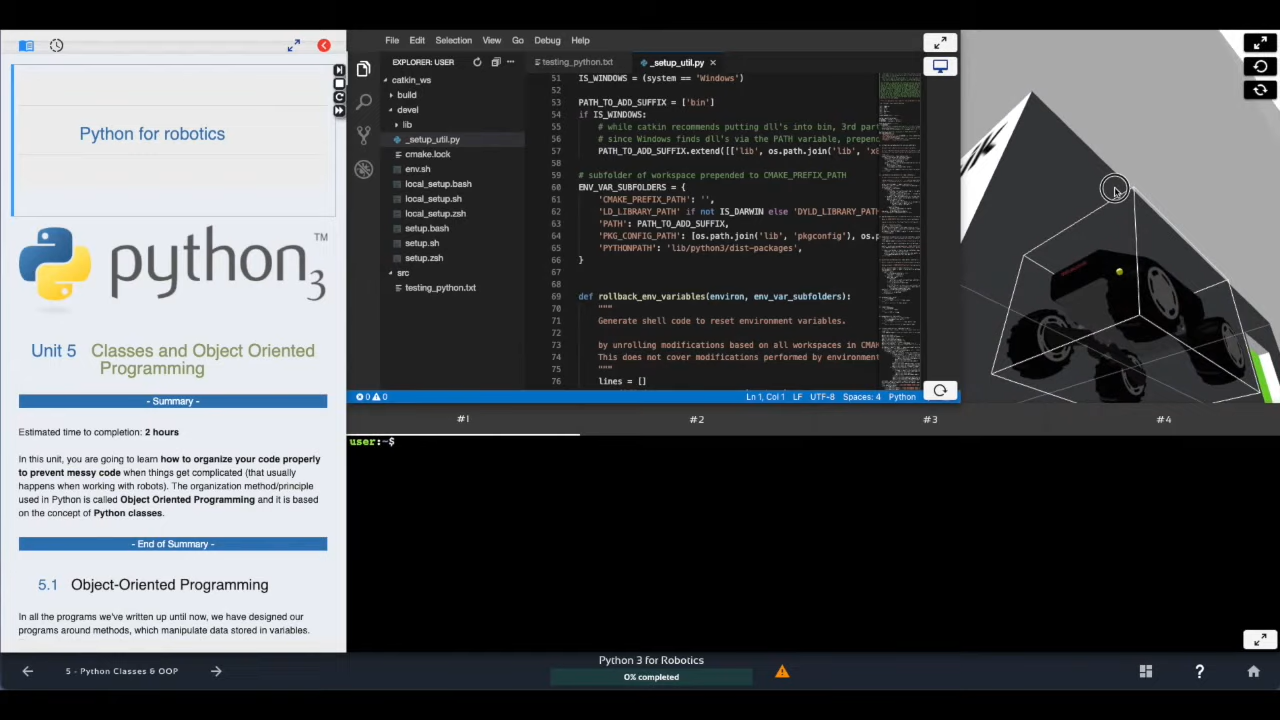 Python for robotics
python
3
TM
Unit 5 Classes and Object Oriented
Programming
- Summary -
Estimated time to completion: 2 hours
In this unit, you are going to learn how to organize your code properly
to prevent messy code when things get complicated (that usually
happens when working with robots). The organization method/principle
used in Python is called Object Oriented Programming and it is based
on the concept of Python classes.
- End of Summary -
5.1 Object-Oriented Programming
In all the programs we've written up until now, we have designed our
programs around methods, which manipulate data stored in variables.
File Edit Selection View Go Debug Help
EXPLORER: USER
catkin_ws
build
devel
lib
_setup_util.py
cmake.lock
env.sh
local_setup.bash
local_setup.sh
local_setup.zsh
setup.bash
setup.sh
setup.zsh
src
testing_python.txt
testing_python.txt _setup_util.py
51 IS_WINDOWS = (system == 'Windows')
52
53 PATH_TO_ADD_SUFFIX = ['bin']
54 if IS_WINDOWS:
55 # while catkin recommends putting dll's into bin, 3rd part
56 # since Windows finds dll's via the PATH variable, prepend
57 PATH_TO_ADD_SUFFIX.extend([['lib', os.path.join('lib', 'x
58
59 # subfolder of workspace prepended to CMAKE_PREFIX_PATH
60 ENV_VAR_SUBFOLDERS = {
61 'CMAKE_PREFIX_PATH': '',
62 'LD_LIBRARY_PATH' if not IS_DARWIN else 'DYLD_LIBRARY_PATH
63 'PATH': PATH_TO_ADD_SUFFIX,
64 'PKG_CONFIG_PATH': [os.path.join('lib', 'pkgconfig'), os.p
65 'PYTHONPATH': 'lib/python3/dist-packages',
66 }
67
68
69 def rollback_env_variables(environ, env_var_subfolders):
70 """
71 Generate shell code to reset environment variables.
72
73 by unrolling modifications based on all workspaces in CMAK
74 This does not cover modifications performed by environment
75 """
76 lines = []
0 0 Ln 1, Col 1 LF UTF-8 Spaces: 4 Python
#1 #2 #3 #4
user:~$
5 - Python Classes & OOP
Python 3 for Robotics
0% completed
?